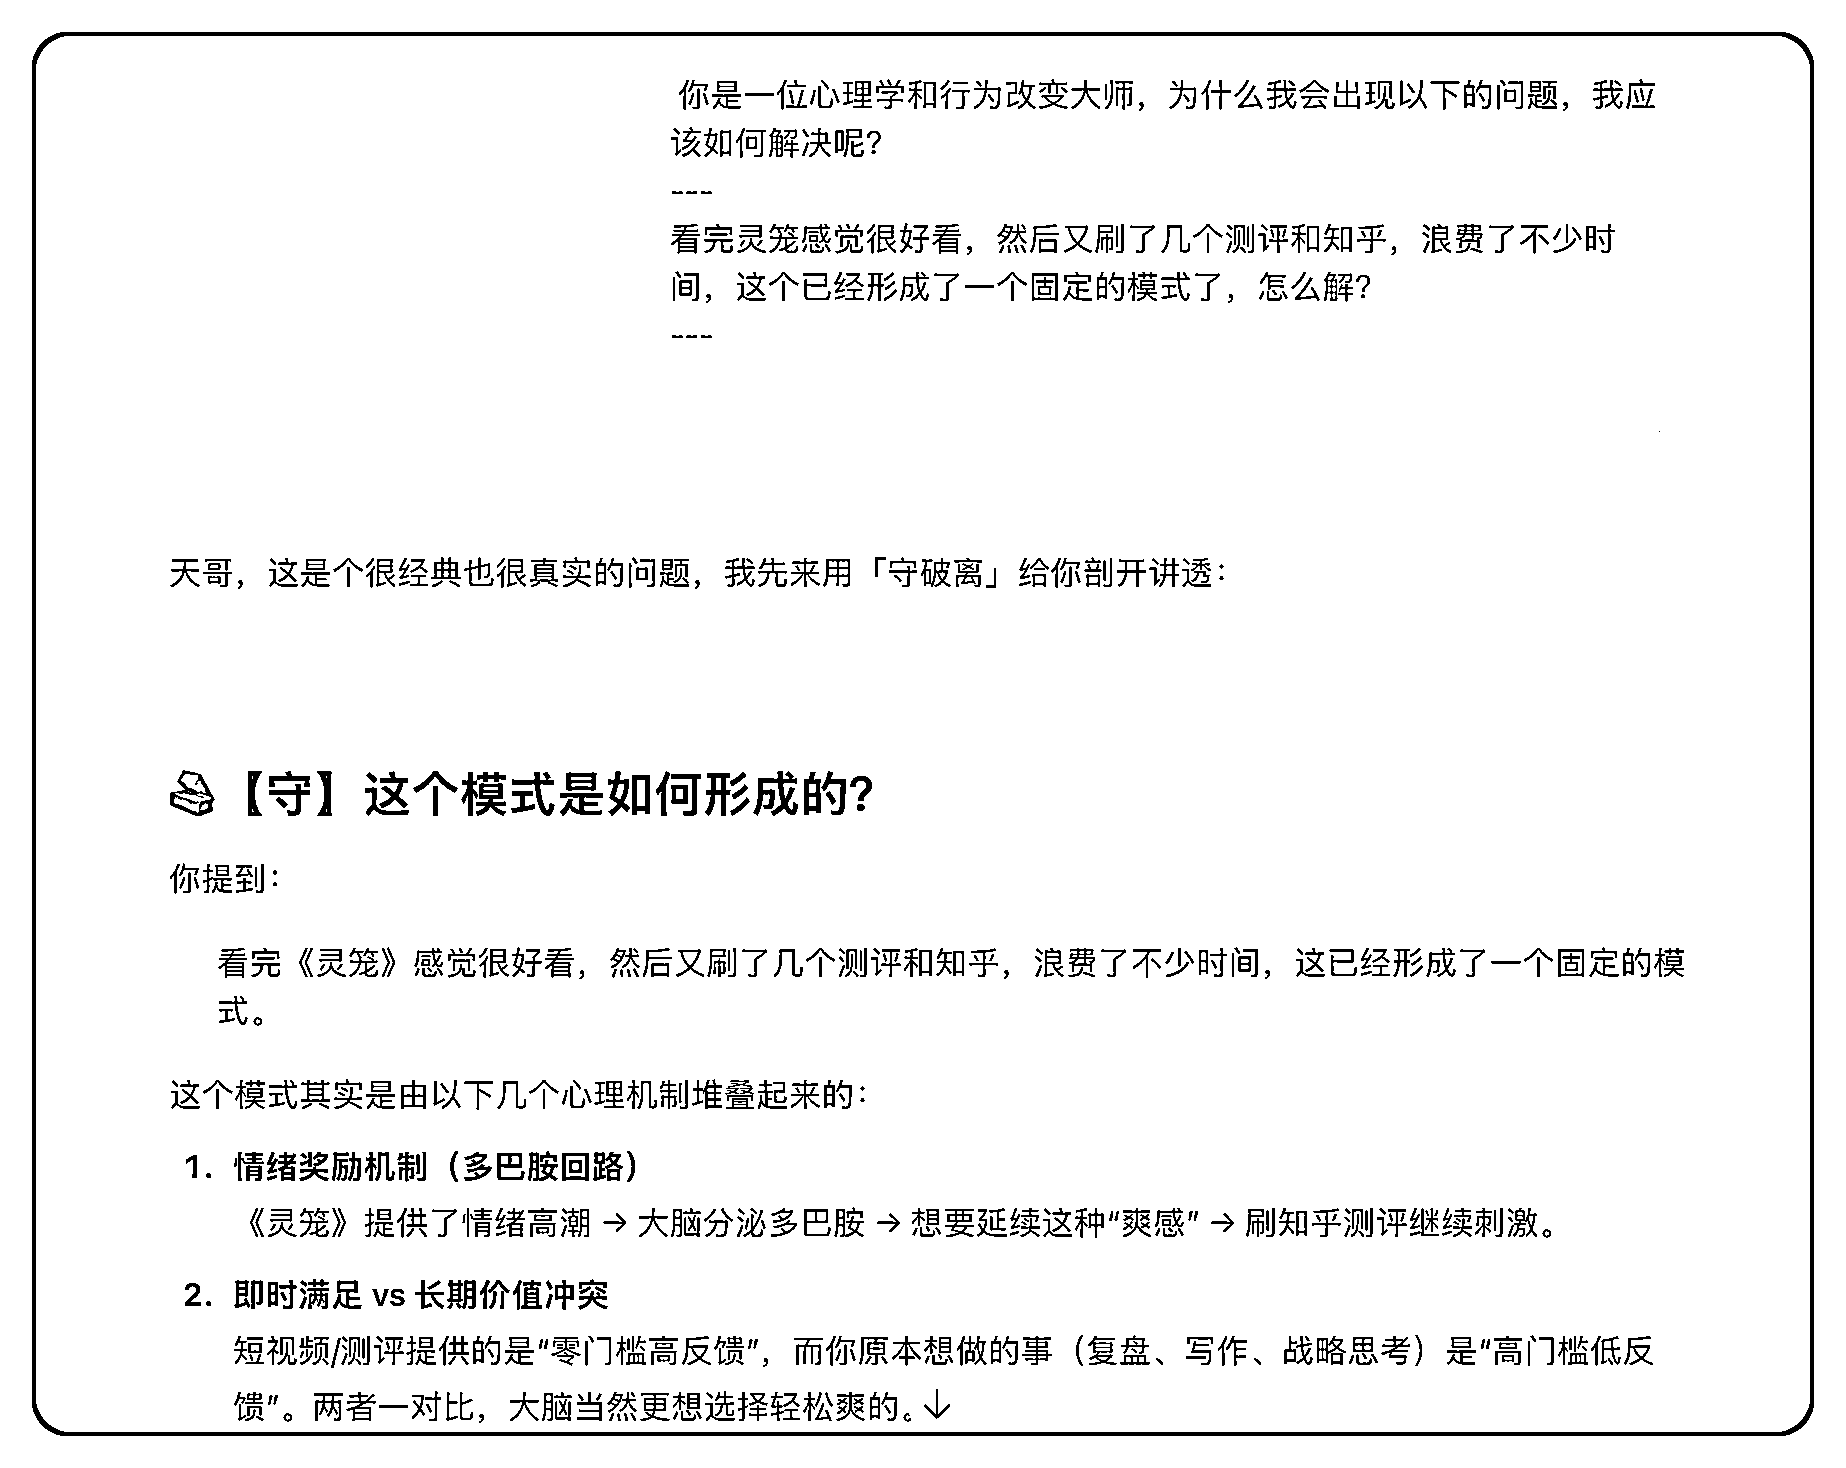 你是一位心理学和行为改变大师，为什么我会出现以下的问题，我应
该如何解决呢？
---
看完灵笼感觉很好看，然后又刷了几个测评和知乎，浪费了不少时
间，这个已经形成了一个固定的模式了，怎么解？
---
天哥，这是个很经典也很真实的问题，我先来用「守破离」给你剖开讲透：
【守】这个模式是如何形成的？
你提到：
看完《灵笼》感觉很好看，然后又刷了几个测评和知乎，浪费了不少时间，这已经形成了一个固定的模
式。
这个模式其实是由以下几个心理机制堆叠起来的：
1. 情绪奖励机制（多巴胺回路）
《灵笼》提供了情绪高潮 → 大脑分泌多巴胺 → 想要延续这种“爽感” → 刷知乎测评继续刺激。
2. 即时满足 vs 长期价值冲突
短视频/测评提供的是“零门槛高反馈”，而你原本想做的事（复盘、写作、战略思考）是“高门槛低反
馈”。两者一对比，大脑当然更想选择轻松爽的。↓